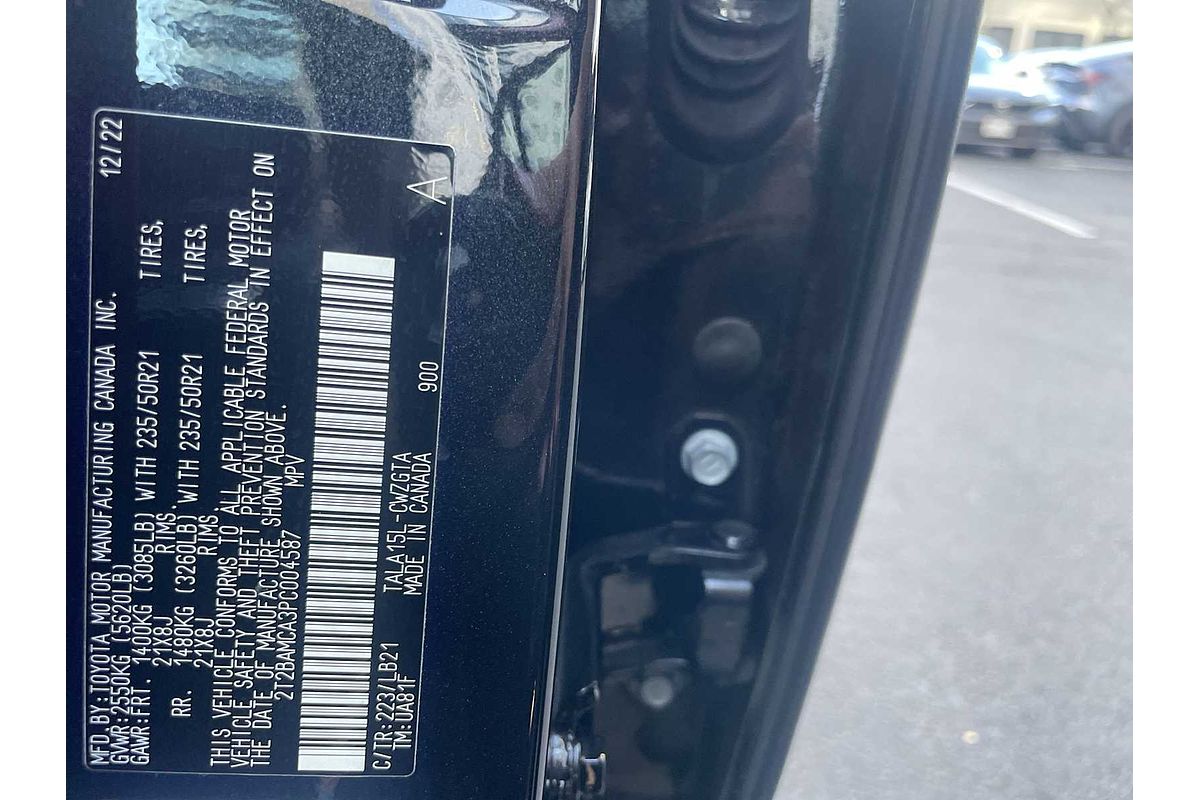 MFD.BY:TOYOTA MOTOR MANUFACTURING CANADA INC. 12/22
GVWR:2550KG (5620LB)
GAWR:FRT. 1400KG (3085LB) WITH 235/50R21 TIRES,
21X8J RIMS.
RR. 1480KG (3260LB) WITH 235/50R21 TIRES,
21X8J RIMS.
THIS VEHICLE CONFORMS TO ALL APPLICABLE FEDERAL MOTOR
VEHICLE SAFETY AND THEFT PREVENTION STANDARDS IN EFFECT ON
THE DATE OF MANUFACTURE SHOWN ABOVE.
2T2BAMCA3PC004587 MPV
C/TR:223/LB21 TALA15L-CWZGTA 900 A
TM:UA81F MADE IN CANADA